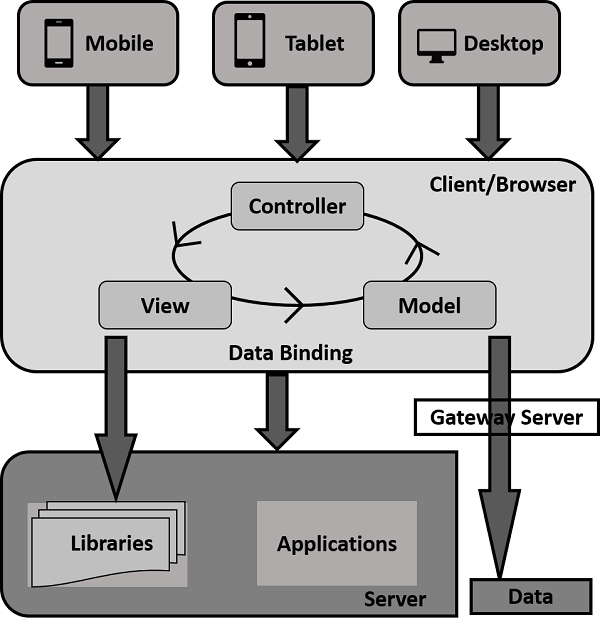 Mobile
Tablet
Desktop
Client/Browser
Controller
View
Model
Data Binding
Gateway Server
Libraries
Applications
Server
Data